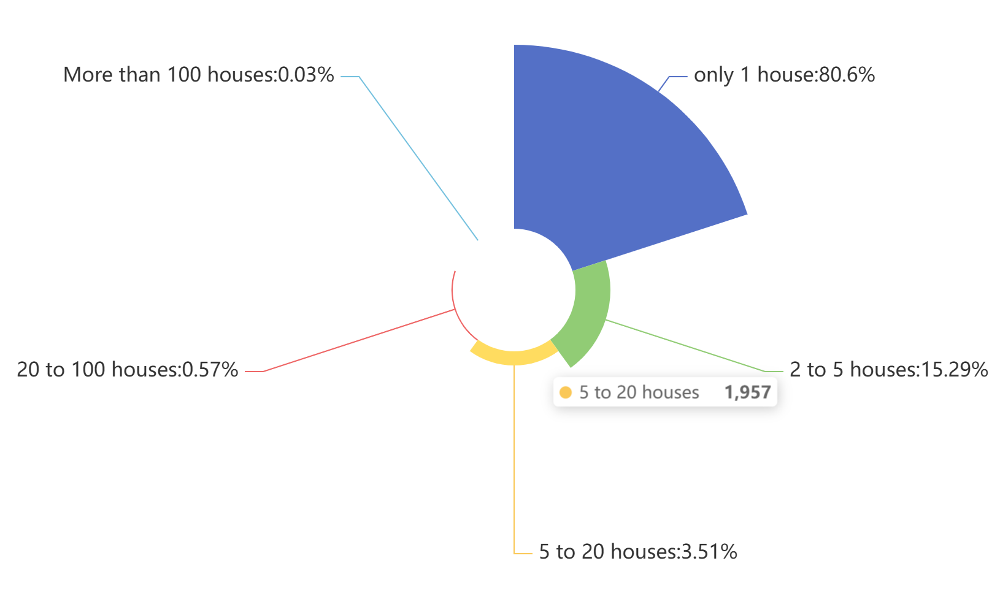 More than 100 houses:0.03%
only 1 house:80.6%
20 to 100 houses:0.57%
2 to 5 houses:15.29%
5 to 20 houses 1,957
5 to 20 houses:3.51%